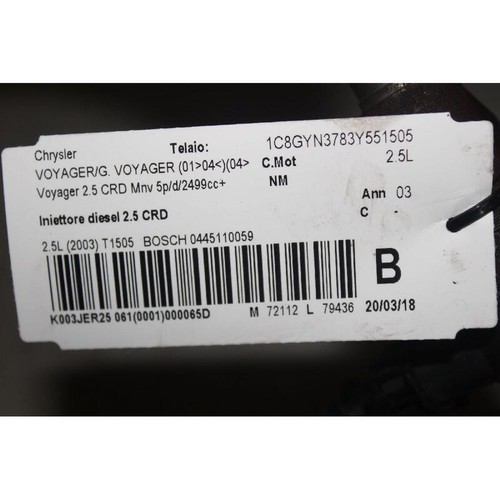 Chrysler Telaio: 1C8GYN3783Y551505
VOYAGER/G. VOYAGER (01>04<)(04> C.Mot 2.5L
Voyager 2.5 CRD Mnv 5p/d/2499cc+ NM
Ann 03
Iniettore diesel 2.5 CRD C -
2.5L (2003) T1505 BOSCH 0445110059
B
K003JER25 061(0001)000065D M 72112 L 79436 20/03/18